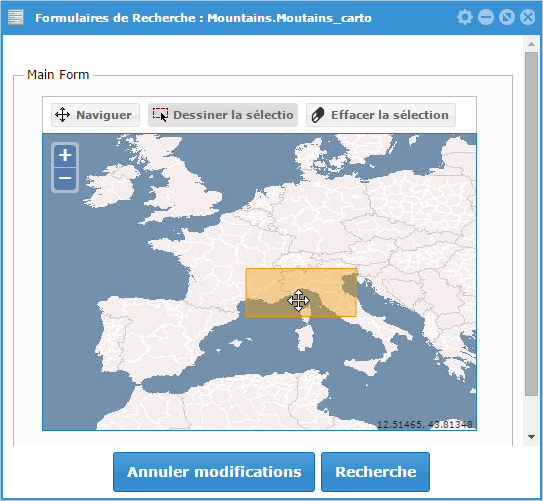 Formulaires de Recherche : Mountains.Moutains_carto
Main Form
Naviguer Dessiner la sélectio Effacer la sélection
+
−
12.51465, 43.81348
Annuler modifications Recherche